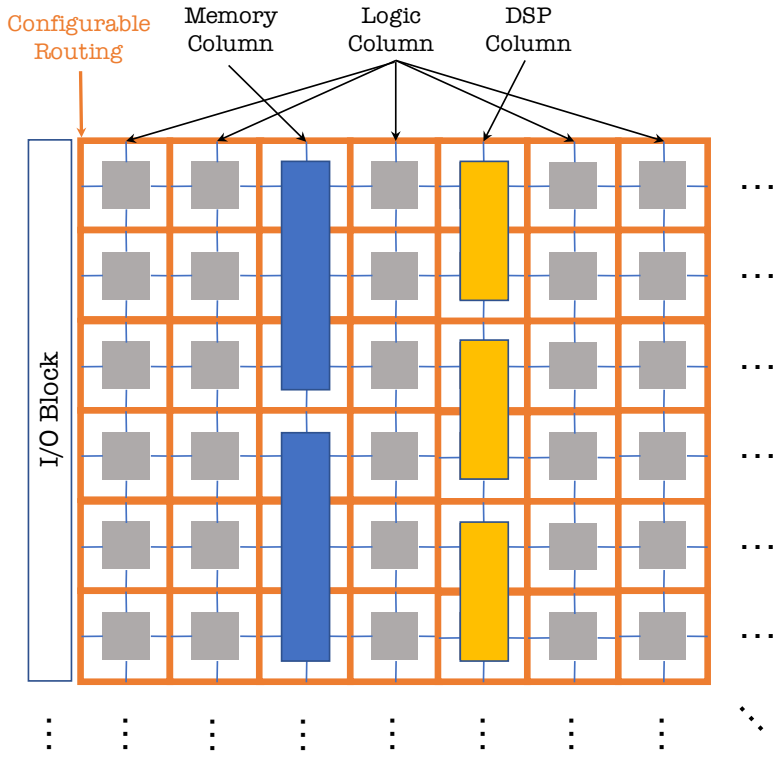 Configurable
Routing
Memory
Column
Logic
Column
DSP
Column
I/O Block